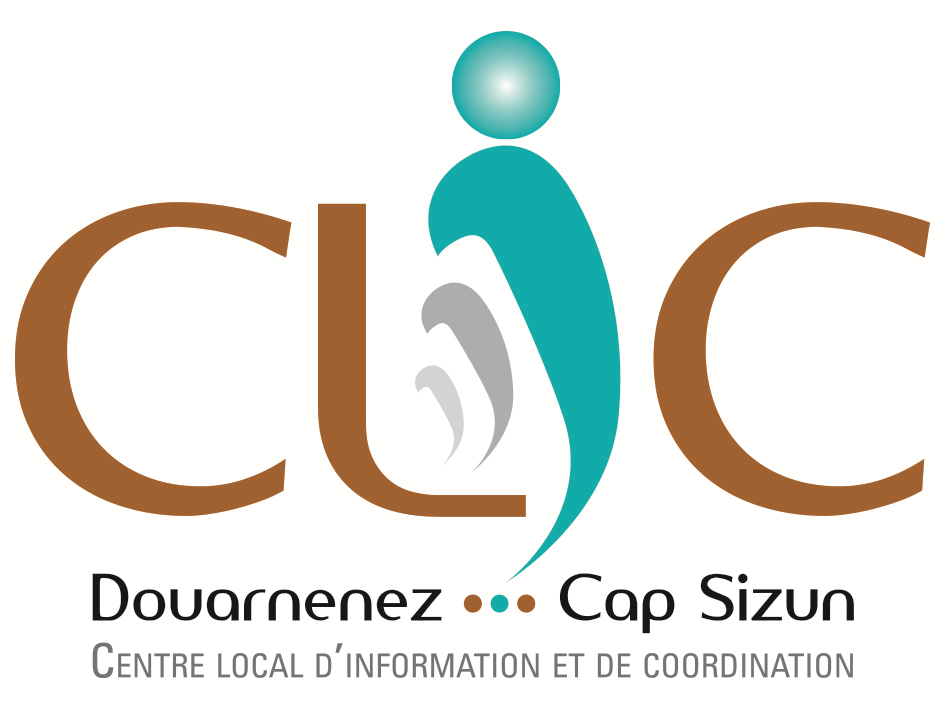 CLiC
Douarnenez ••• Cap Sizun
CENTRE LOCAL D'INFORMATION ET DE COORDINATION